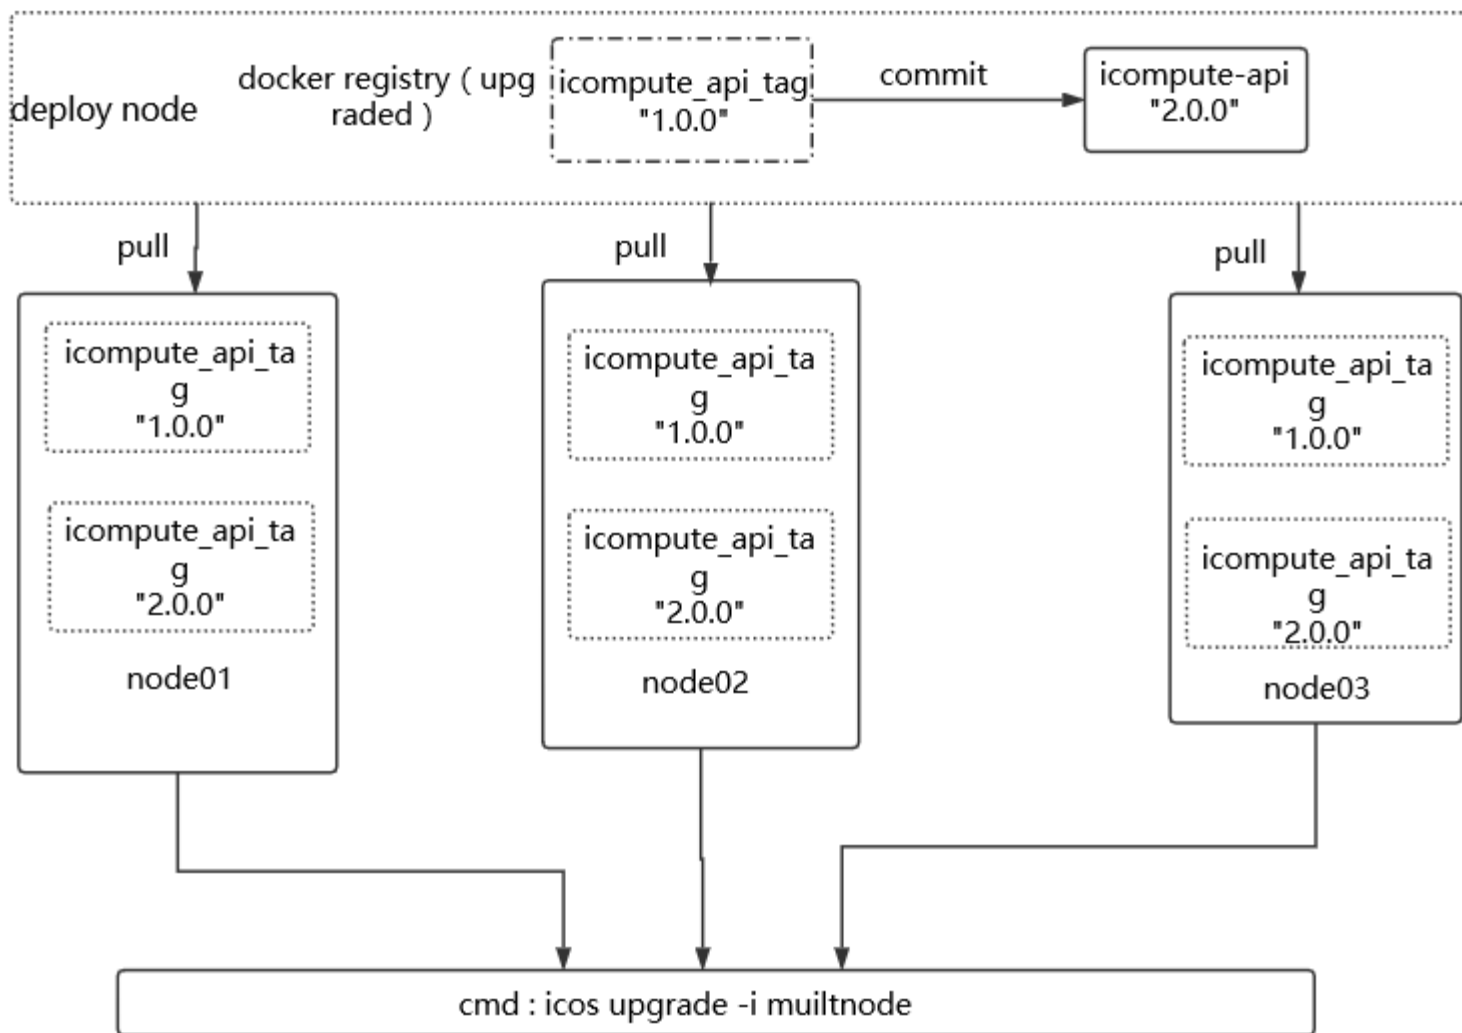 deploy node
docker registry ( upg
raded )
icompute_api_tag
"1.0.0"
commit
icompute-api
"2.0.0"
pull
pull
pull
icompute_api_ta
g
"1.0.0"
icompute_api_ta
g
"2.0.0"
node01
icompute_api_ta
g
"1.0.0"
icompute_api_ta
g
"2.0.0"
node02
icompute_api_ta
g
"1.0.0"
icompute_api_ta
g
"2.0.0"
node03
cmd : icos upgrade -i muiltnode